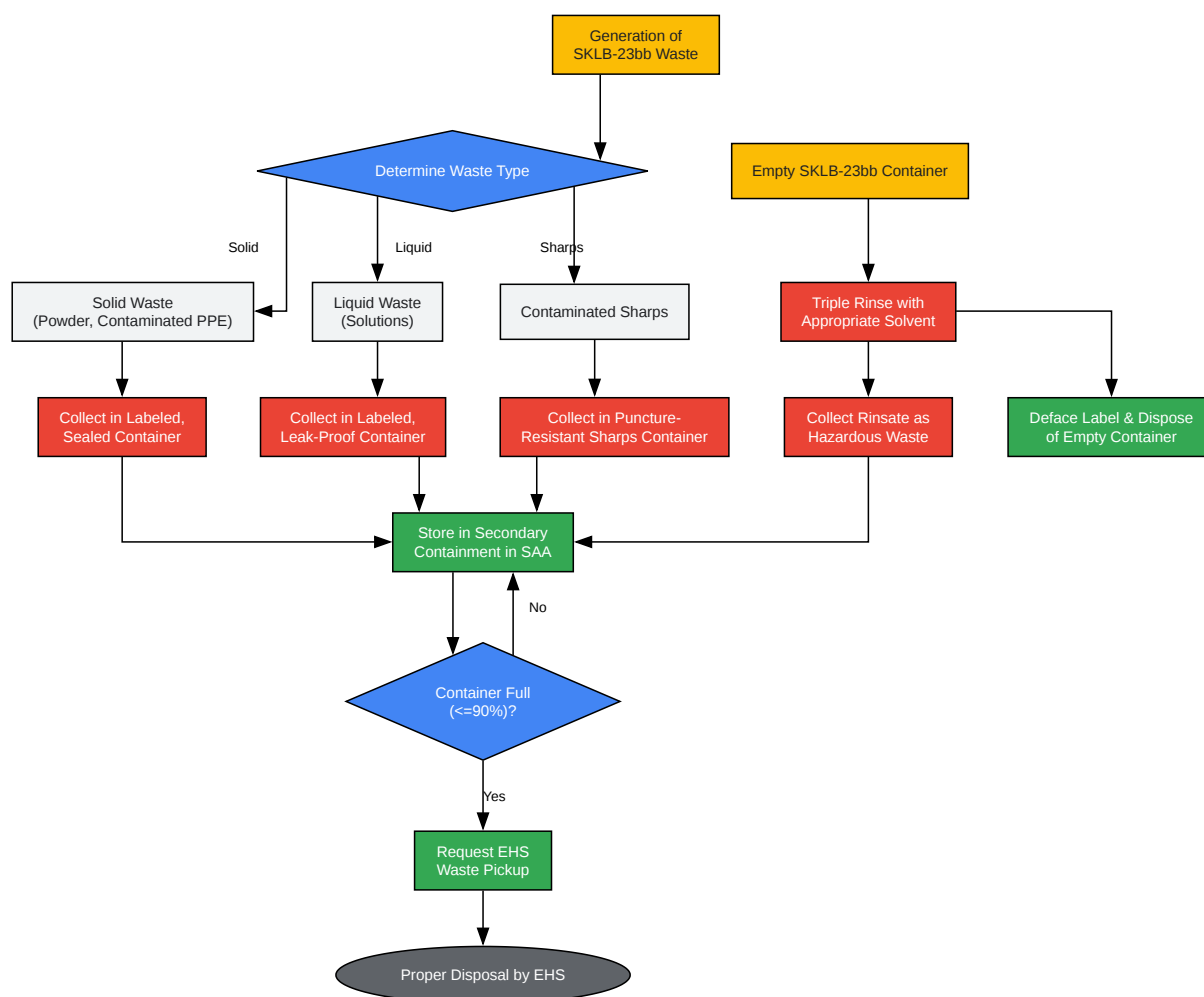 Generation of
SKLB-23bb Waste
Determine Waste Type
Empty SKLB-23bb Container
Solid
Liquid
Sharps
Solid Waste
(Powder, Contaminated PPE)
Liquid Waste
(Solutions)
Contaminated Sharps
Triple Rinse with
Appropriate Solvent
Collect in Labeled,
Sealed Container
Collect in Labeled,
Leak-Proof Container
Collect in Puncture-
Resistant Sharps Container
Collect Rinsate as
Hazardous Waste
Deface Label & Dispose
of Empty Container
Store in Secondary
Containment in SAA
No
Container Full
(<=90%)?
Yes
Request EHS
Waste Pickup
Proper Disposal by EHS